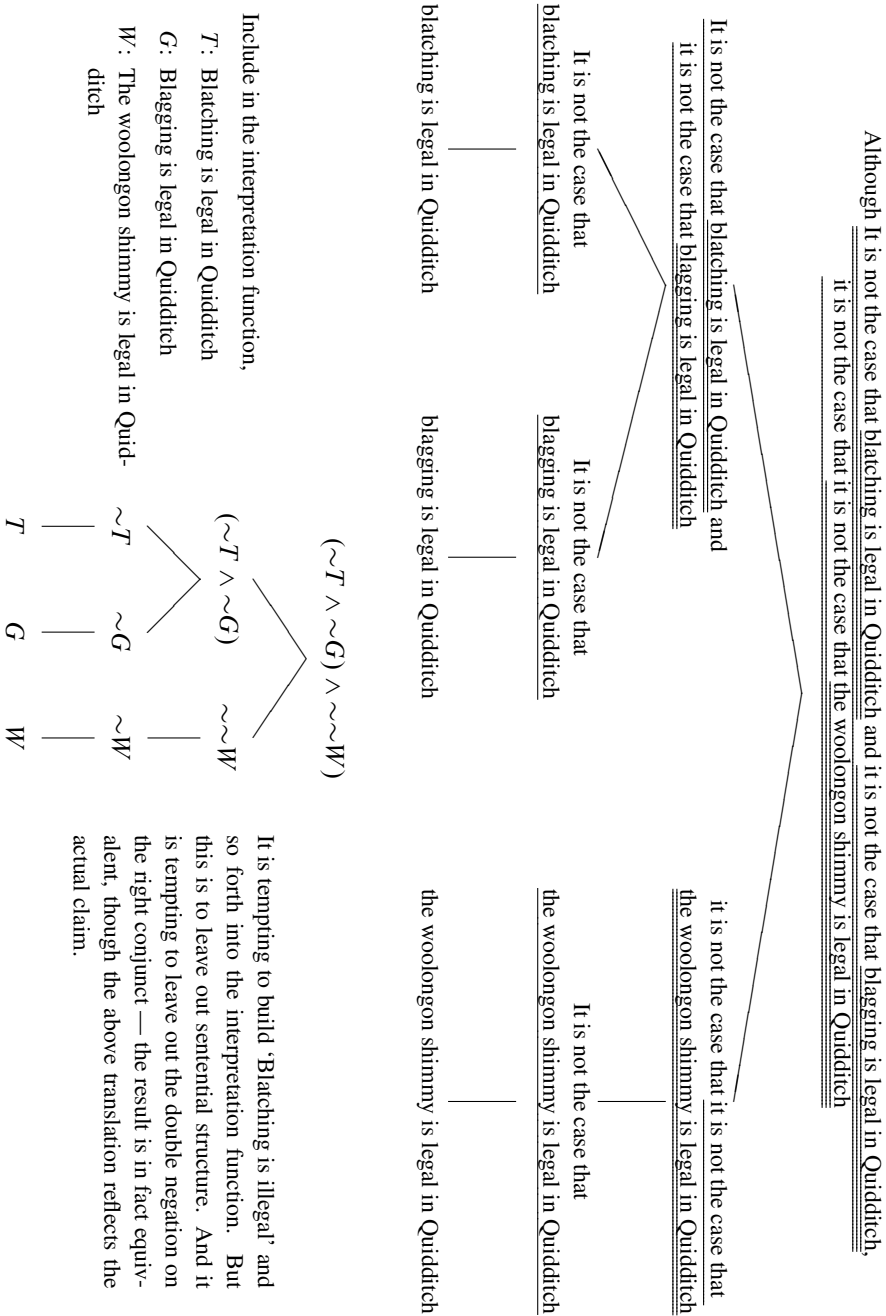 Although It is not the case that blatching is legal in Quidditch and it is not the case that blagging is legal in Quidditch,
it is not the case that it is not the case that the woolongon shimmy is legal in Quidditch
It is not the case that blatching is legal in Quidditch and
it is not the case that blagging is legal in Quidditch
it is not the case that it is not the case that
the woolongon shimmy is legal in Quidditch
It is not the case that
blatching is legal in Quidditch
It is not the case that
blagging is legal in Quidditch
It is not the case that
the woolongon shimmy is legal in Quidditch
blatching is legal in Quidditch
blagging is legal in Quidditch
the woolongon shimmy is legal in Quidditch
Include in the interpretation function,
T: Blatching is legal in Quidditch
G: Blagging is legal in Quidditch
W: The woolongon shimmy is legal in Quid-
ditch
(∼T ∧ ∼G) ∧ ∼∼W)
(∼T ∧ ∼G)
∼∼W
∼T
∼G
∼W
T
G
W
It is tempting to build ‘Blatching is illegal’ and
so forth into the interpretation function. But
this is to leave out sentential structure. And it
is tempting to leave out the double negation on
the right conjunct — the result is in fact equiv-
alent, though the above translation reflects the
actual claim.